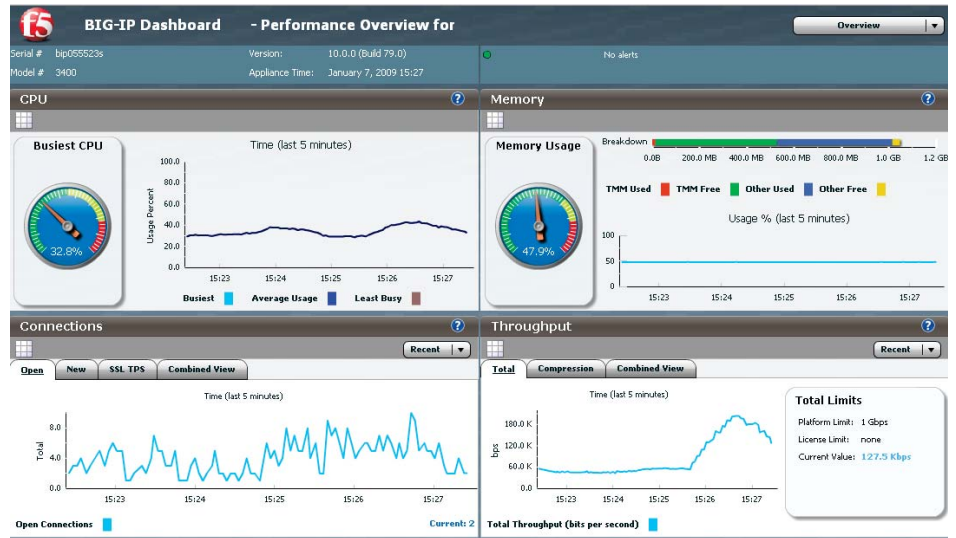 f5 BIG-IP Dashboard - Performance Overview for Overview
Serial # bip055523s Version: 10.0.0 (Build 79.0) No alerts
Model # 3400 Appliance Time: January 7, 2009 15:27
CPU ?
Busiest CPU
32.8%
Time (last 5 minutes)
Usage Percent
100.0
80.0
60.0
40.0
20.0
0.0
15:23 15:24 15:25 15:26 15:27
Busiest Average Usage Least Busy
Memory ?
Memory Usage
47.9%
Breakdown
0.0B 200.0 MB 400.0 MB 600.0 MB 800.0 MB 1.0 GB 1.2 GB
TMM Used TMM Free Other Used Other Free
Usage % (last 5 minutes)
100
50
0
15:23 15:24 15:25 15:26 15:27
Connections ?
Recent
Open New SSL TPS Combined View
Time (last 5 minutes)
Total
8.0
4.0
0.0
15:23 15:24 15:25 15:26 15:27
Open Connections Current: 2
Throughput ?
Recent
Total Compression Combined View
Time (last 5 minutes)
bps
180.0 K
120.0 K
60.0 K
0.0
15:23 15:24 15:25 15:26 15:27
Total Throughput (bits per second)
Total Limits
Platform Limit: 1 Gbps
License Limit: none
Current Value: 127.5 Kbps